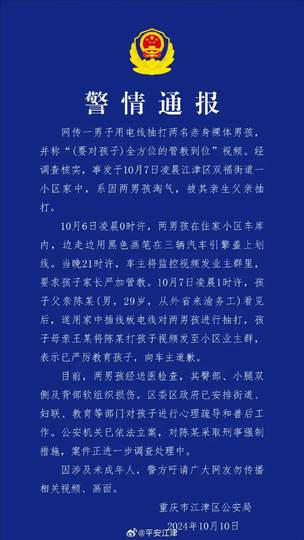 警情通报
网传一男子用电线抽打两名赤身裸体男孩，
并称“(要对孩子)全方位的管教到位”视频。经
调查核实，事发于10月7日凌晨江津区双福街道一
小区家中，系因两男孩淘气，被其亲生父亲抽
打。
10月6日凌晨0时许，两男孩在住家小区车库
内，边走边用黑色画笔在三辆汽车引擎盖上划
线。当晚21时许，车主将监控视频发业主群里，
要求孩子家长严加管教。10月7日凌晨1时许，孩
子父亲陈某(男，29岁，从外省来渝务工)看见
后，遂用家中插线板电线对两男孩进行抽打，孩
子母亲王某将陈某打孩子视频发至小区业主群，
表示已严厉教育孩子，向车主道歉。
目前，两男孩经送医检查，其臀部、小腿双
侧及背部软组织损伤。区委区政府已安排街道、
妇联、教育等部门对孩子进行心理疏导和善后工
作。公安机关已依法立案，对陈某采取刑事强制
措施，案件正进一步调查处理中。
因涉及未成年人，警方吁请广大网友勿传播
相关视频、画面。
重庆市江津区公安局
2024年10月10日
@平安江津